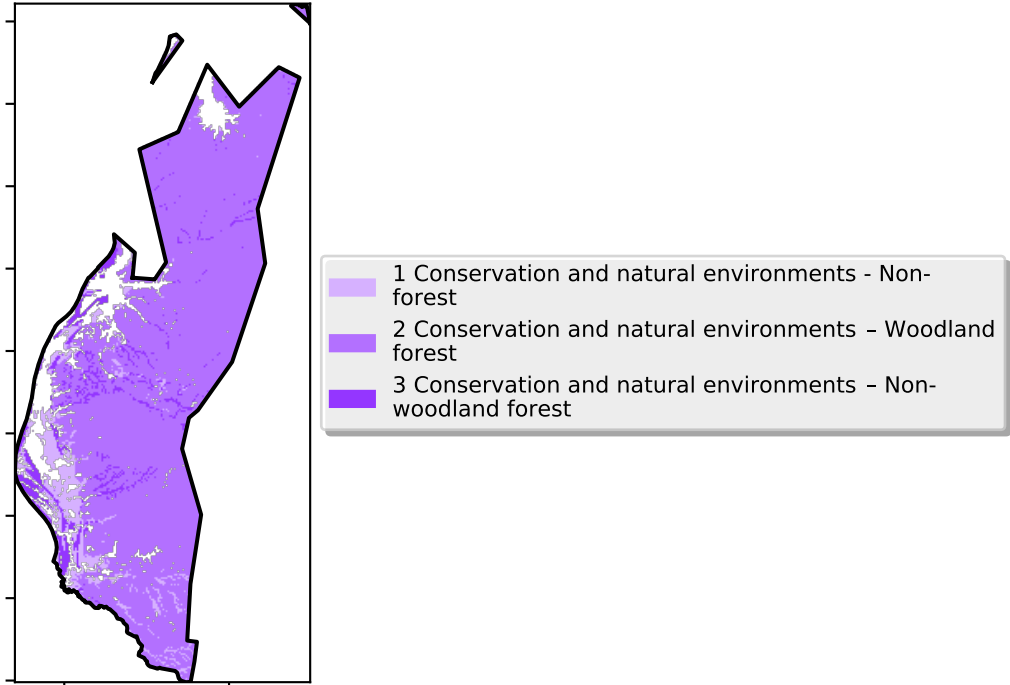 1 Conservation and natural environments - Non-
forest
2 Conservation and natural environments – Woodland
forest
3 Conservation and natural environments – Non-
woodland forest